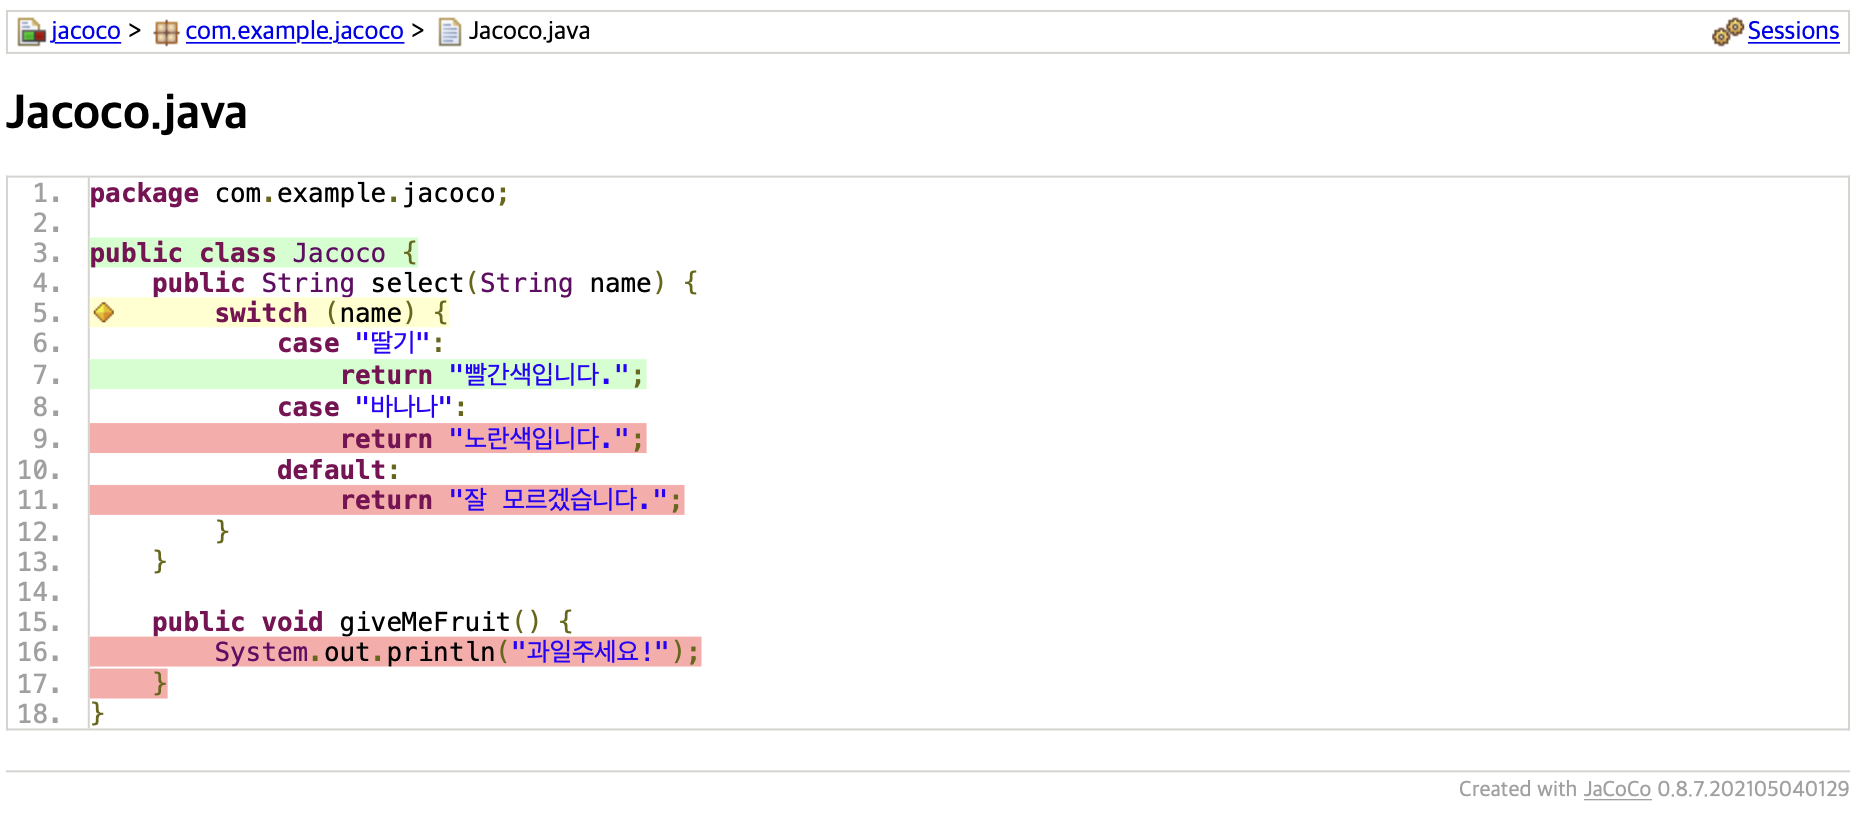 jacoco > com.example.jacoco > Jacoco.java Sessions
Jacoco.java
1. package com.example.jacoco;
2.
3. public class Jacoco {
4.     public String select(String name) {
5.         switch (name) {
6.             case "딸기":
7.                 return "빨간색입니다.";
8.             case "바나나":
9.                 return "노란색입니다.";
10.             default:
11.                 return "잘 모르겠습니다.";
12.         }
13.     }
14.
15.     public void giveMeFruit() {
16.         System.out.println("과일주세요!");
17.     }
18. }
Created with JaCoCo 0.8.7.202105040129